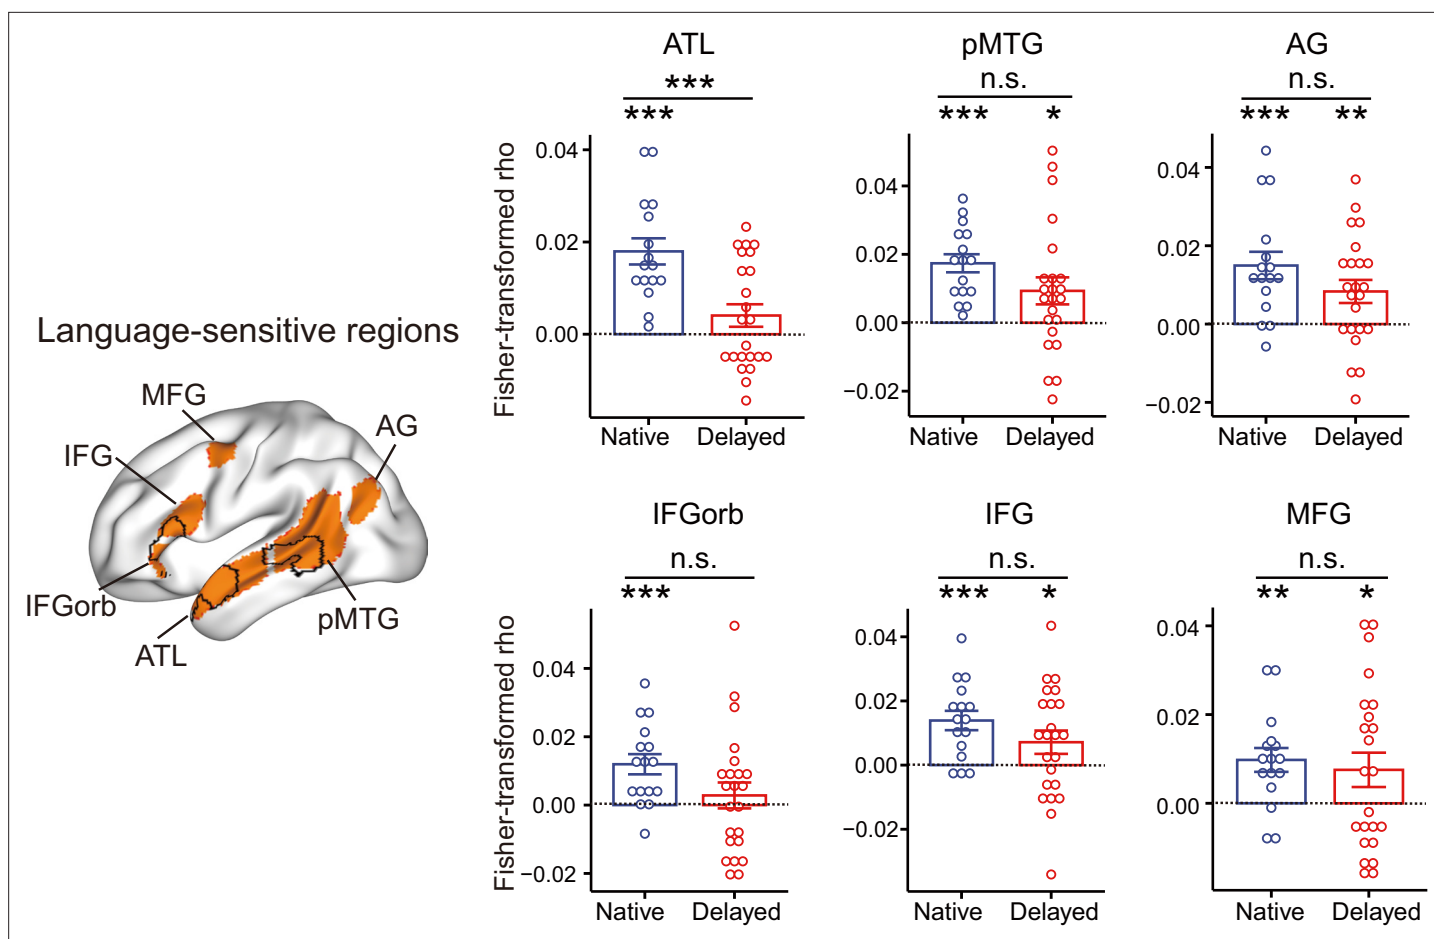 Language-sensitive regions
MFG
IFG
AG
IFGorb
ATL
pMTG
ATL
***
***
Fisher-transformed rho
0.04
0.02
0.00
Native Delayed
pMTG
n.s.
*** *
0.04
0.02
0.00
−0.02
Native Delayed
AG
n.s.
*** **
0.04
0.02
0.00
−0.02
Native Delayed
IFGorb
n.s.
***
Fisher-transformed rho
0.04
0.02
0.00
−0.02
Native Delayed
IFG
n.s.
*** *
0.04
0.02
0.00
−0.02
Native Delayed
MFG
n.s.
** *
0.04
0.02
0.00
Native Delayed